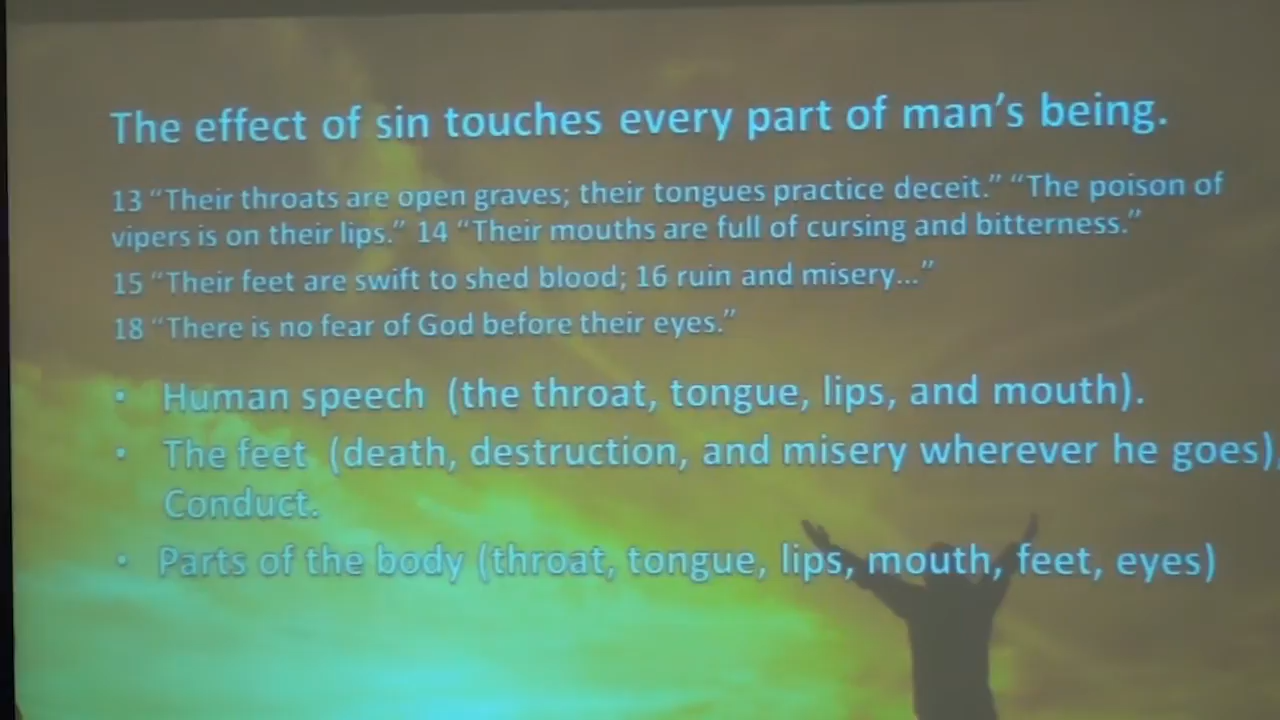 The effect of sin touches every part of man's being.
13 “Their throats are open graves; their tongues practice deceit.” “The poison of
vipers is on their lips.” 14 “Their mouths are full of cursing and bitterness.”
15 “Their feet are swift to shed blood; 16 ruin and misery...”
18 “There is no fear of God before their eyes.”
• Human speech (the throat, tongue, lips, and mouth).
• The feet (death, destruction, and misery wherever he goes),
Conduct.
• Parts of the body (throat, tongue, lips, mouth, feet, eyes)